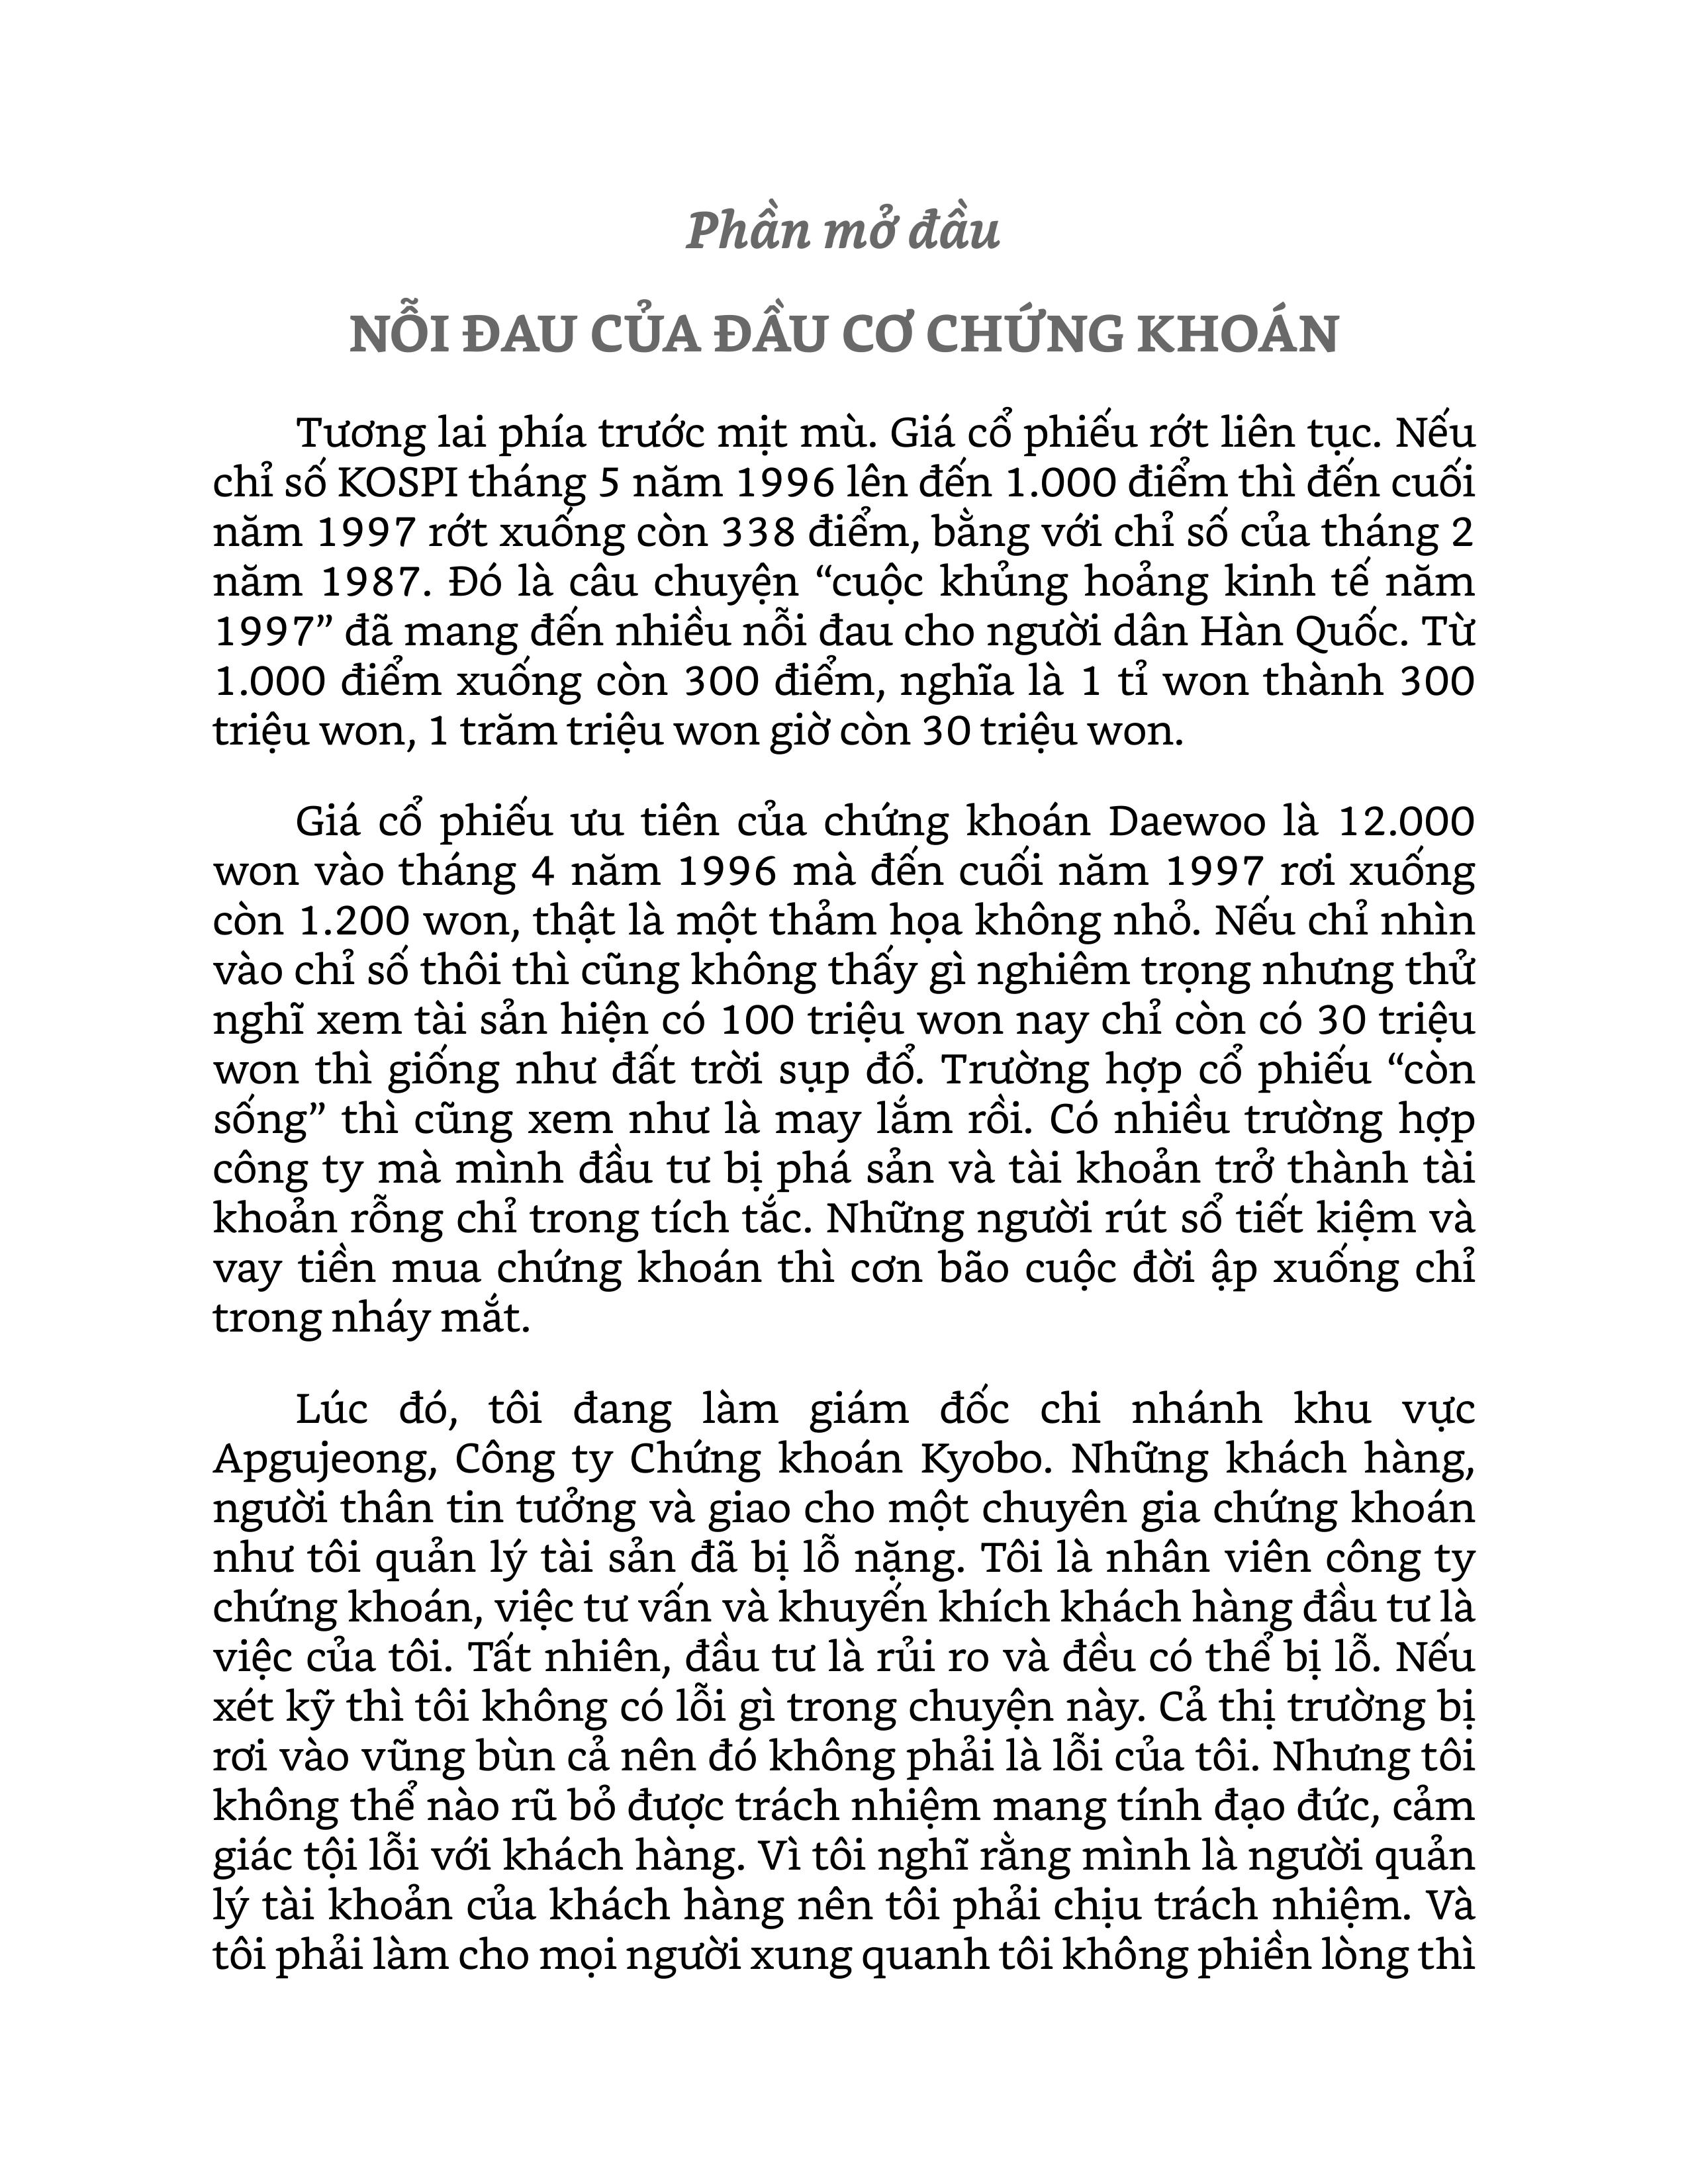 Phần mở đầu
NỖI ĐAU CỦA ĐẦU CƠ CHỨNG KHOÁN
Tương lai phía trước mịt mù. Giá cổ phiếu rớt liên tục. Nếu
chỉ số KOSPI tháng 5 năm 1996 lên đến 1.000 điểm thì đến cuối
năm 1997 rớt xuống còn 338 điểm, bằng với chỉ số của tháng 2
năm 1987. Đó là câu chuyện “cuộc khủng hoảng kinh tế năm
1997” đã mang đến nhiều nỗi đau cho người dân Hàn Quốc. Từ
1.000 điểm xuống còn 300 điểm, nghĩa là 1 tỉ won thành 300
triệu won, 1 trăm triệu won giờ còn 30 triệu won.
Giá cổ phiếu ưu tiên của chứng khoán Daewoo là 12.000
won vào tháng 4 năm 1996 mà đến cuối năm 1997 rơi xuống
còn 1.200 won, thật là một thảm họa không nhỏ. Nếu chỉ nhìn
vào chỉ số thôi thì cũng không thấy gì nghiêm trọng nhưng thử
nghĩ xem tài sản hiện có 100 triệu won nay chỉ còn có 30 triệu
won thì giống như đất trời sụp đổ. Trường hợp cổ phiếu “còn
sống” thì cũng xem như là may lắm rồi. Có nhiều trường hợp
công ty mà mình đầu tư bị phá sản và tài khoản trở thành tài
khoản rỗng chỉ trong tích tắc. Những người rút sổ tiết kiệm và
vay tiền mua chứng khoán thì cơn bão cuộc đời ập xuống chỉ
trong nháy mắt.
Lúc đó, tôi đang làm giám đốc chi nhánh khu vực
Apgujeong, Công ty Chứng khoán Kyobo. Những khách hàng,
người thân tin tưởng và giao cho một chuyên gia chứng khoán
như tôi quản lý tài sản đã bị lỗ nặng. Tôi là nhân viên công ty
chứng khoán, việc tư vấn và khuyến khích khách hàng đầu tư là
việc của tôi. Tất nhiên, đầu tư là rủi ro và đều có thể bị lỗ. Nếu
xét kỹ thì tôi không có lỗi gì trong chuyện này. Cả thị trường bị
rơi vào vũng bùn cả nên đó không phải là lỗi của tôi. Nhưng tôi
không thể nào rũ bỏ được trách nhiệm mang tính đạo đức, cảm
giác tội lỗi với khách hàng. Vì tôi nghĩ rằng mình là người quản
lý tài khoản của khách hàng nên tôi phải chịu trách nhiệm. Và
tôi phải làm cho mọi người xung quanh tôi không phiền lòng thì